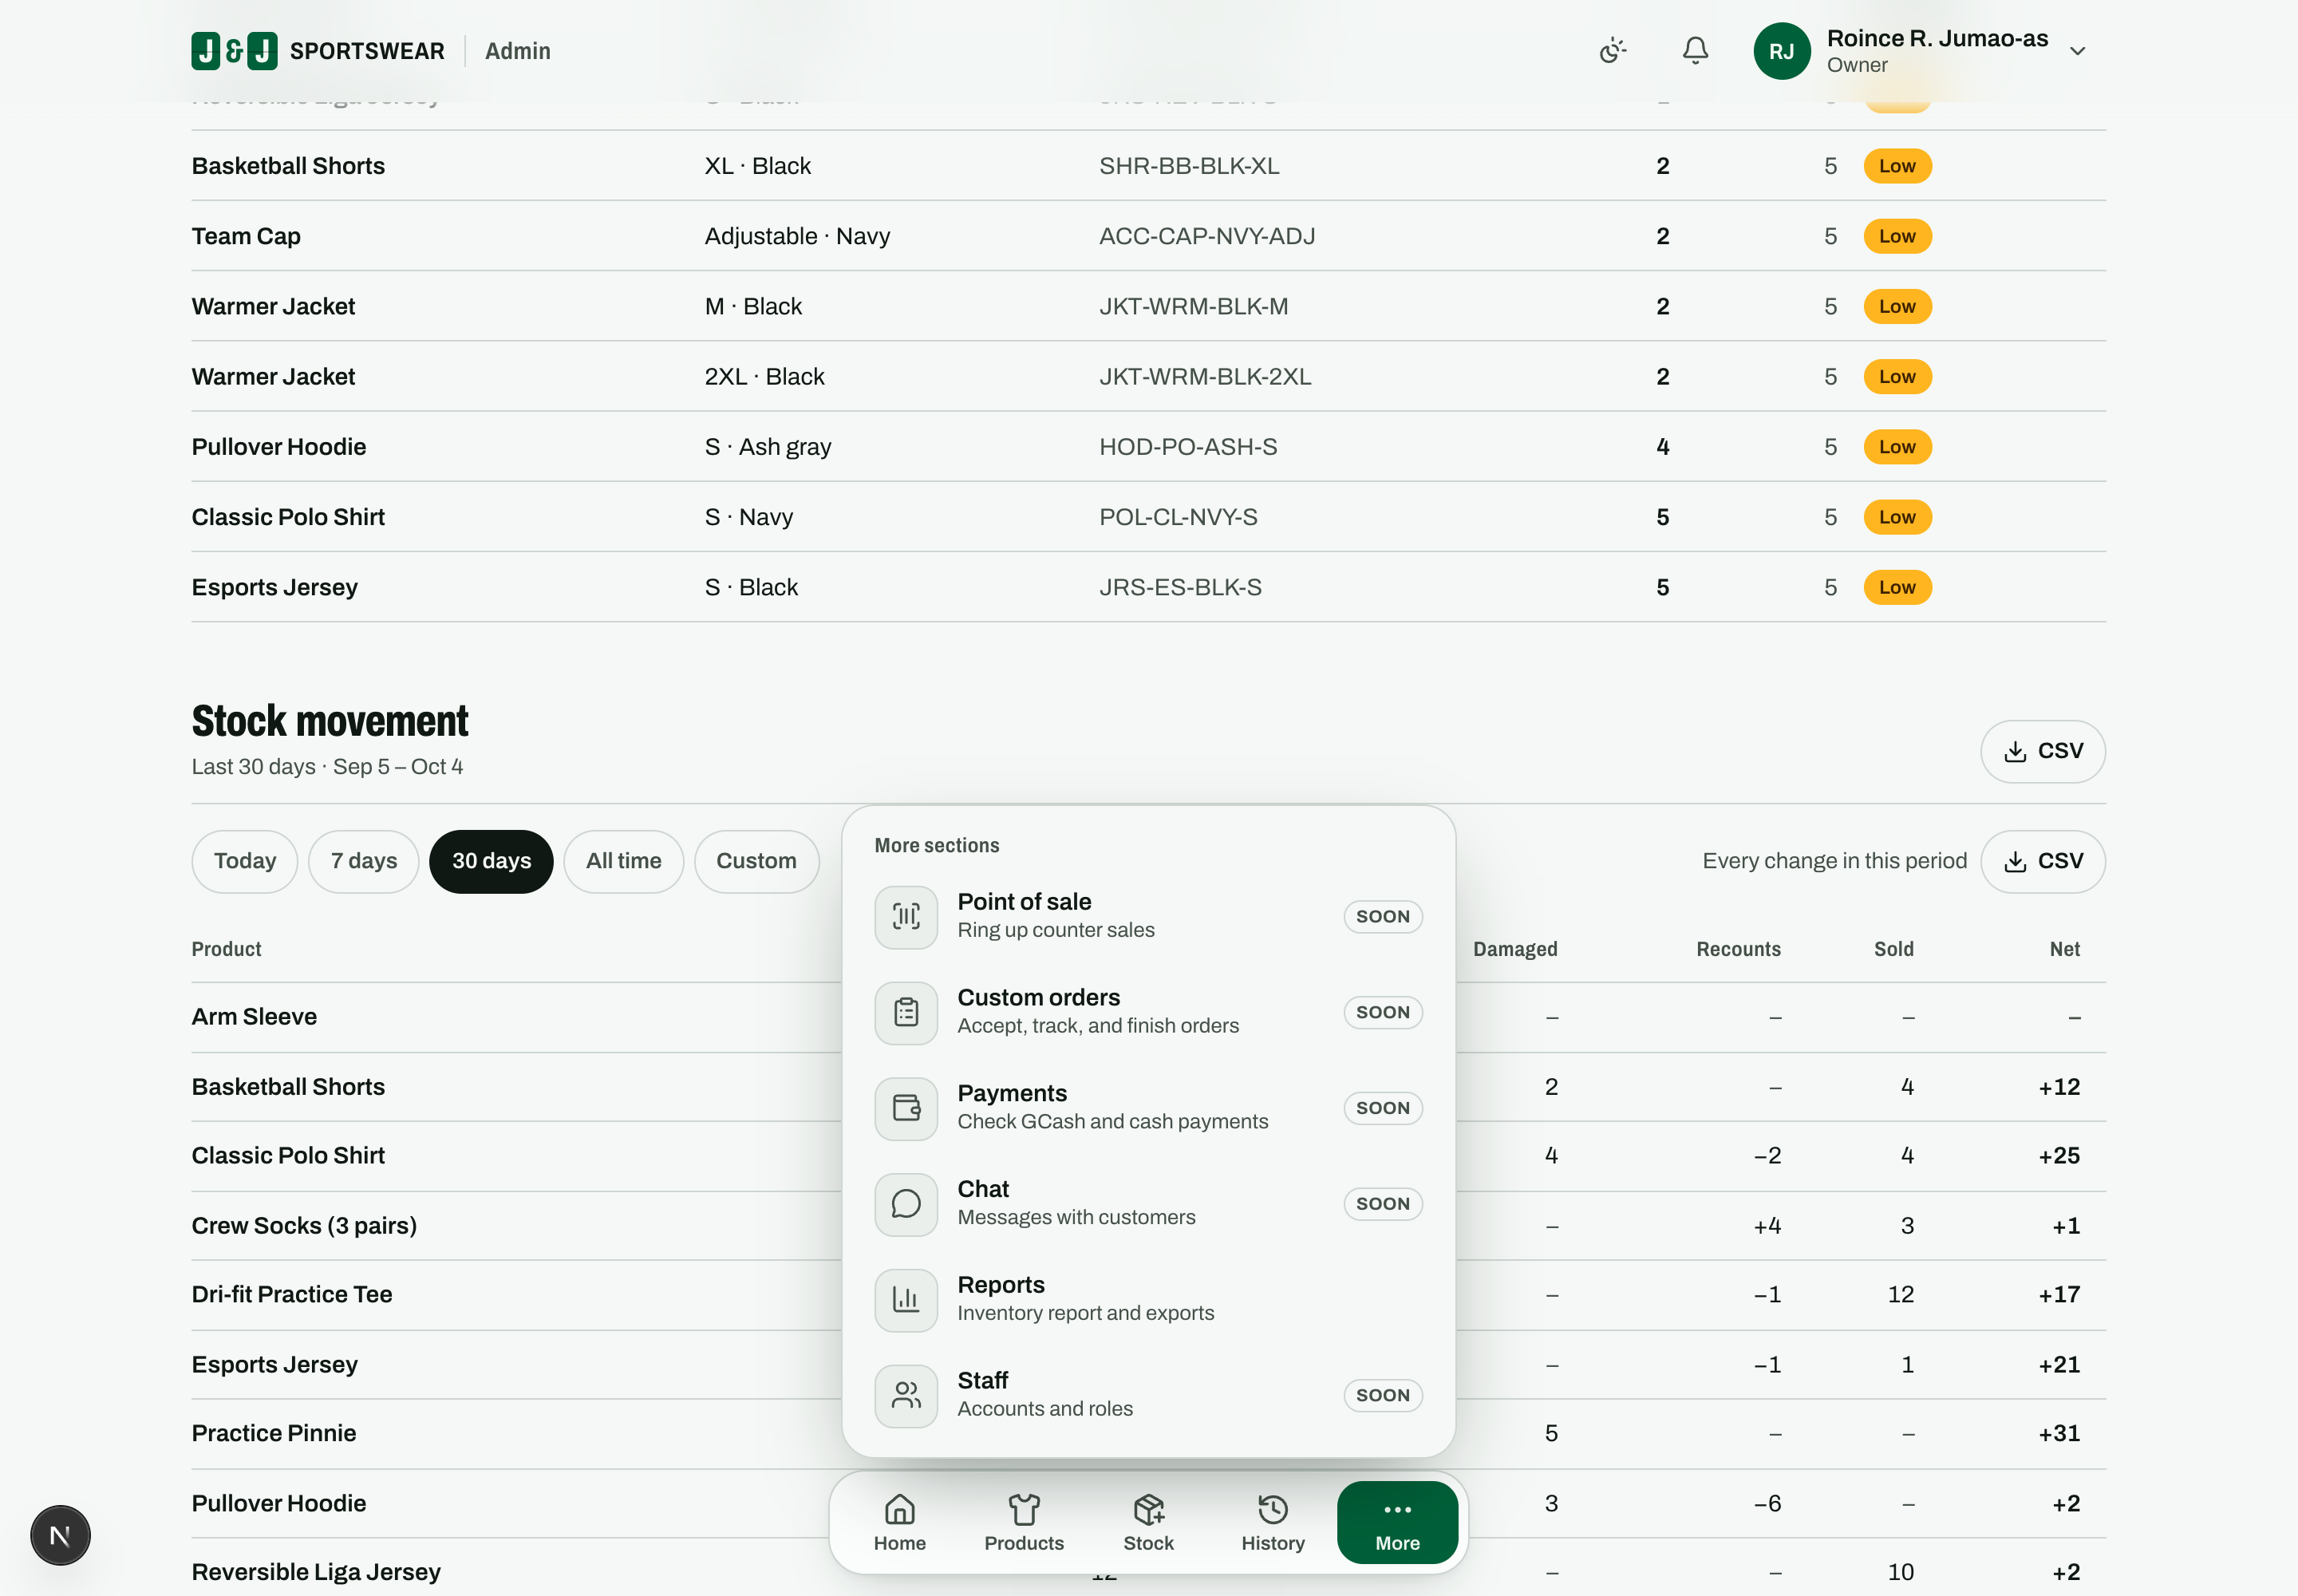 J & J SPORTSWEAR Admin
RJ Roince R. Jumao-as
Owner
Basketball Shorts XL · Black SHR-BB-BLK-XL 2 5 Low
Team Cap Adjustable · Navy ACC-CAP-NVY-ADJ 2 5 Low
Warmer Jacket M · Black JKT-WRM-BLK-M 2 5 Low
Warmer Jacket 2XL · Black JKT-WRM-BLK-2XL 2 5 Low
Pullover Hoodie S · Ash gray HOD-PO-ASH-S 4 5 Low
Classic Polo Shirt S · Navy POL-CL-NVY-S 5 5 Low
Esports Jersey S · Black JRS-ES-BLK-S 5 5 Low
Stock movement
Last 30 days · Sep 5 – Oct 4
CSV
Today 7 days 30 days All time Custom
Every change in this period CSV
Product Damaged Recounts Sold Net
Arm Sleeve – – – –
Basketball Shorts 2 – 4 +12
Classic Polo Shirt 4 −2 4 +25
Crew Socks (3 pairs) – +4 3 +1
Dri-fit Practice Tee – −1 12 +17
Esports Jersey – −1 1 +21
Practice Pinnie 5 – – +31
Pullover Hoodie 3 −6 – +2
Reversible Liga Jersey – – 10 +2
More sections
Point of sale
Ring up counter sales
SOON
Custom orders
Accept, track, and finish orders
SOON
Payments
Check GCash and cash payments
SOON
Chat
Messages with customers
SOON
Reports
Inventory report and exports
Staff
Accounts and roles
SOON
Home Products Stock History More
N